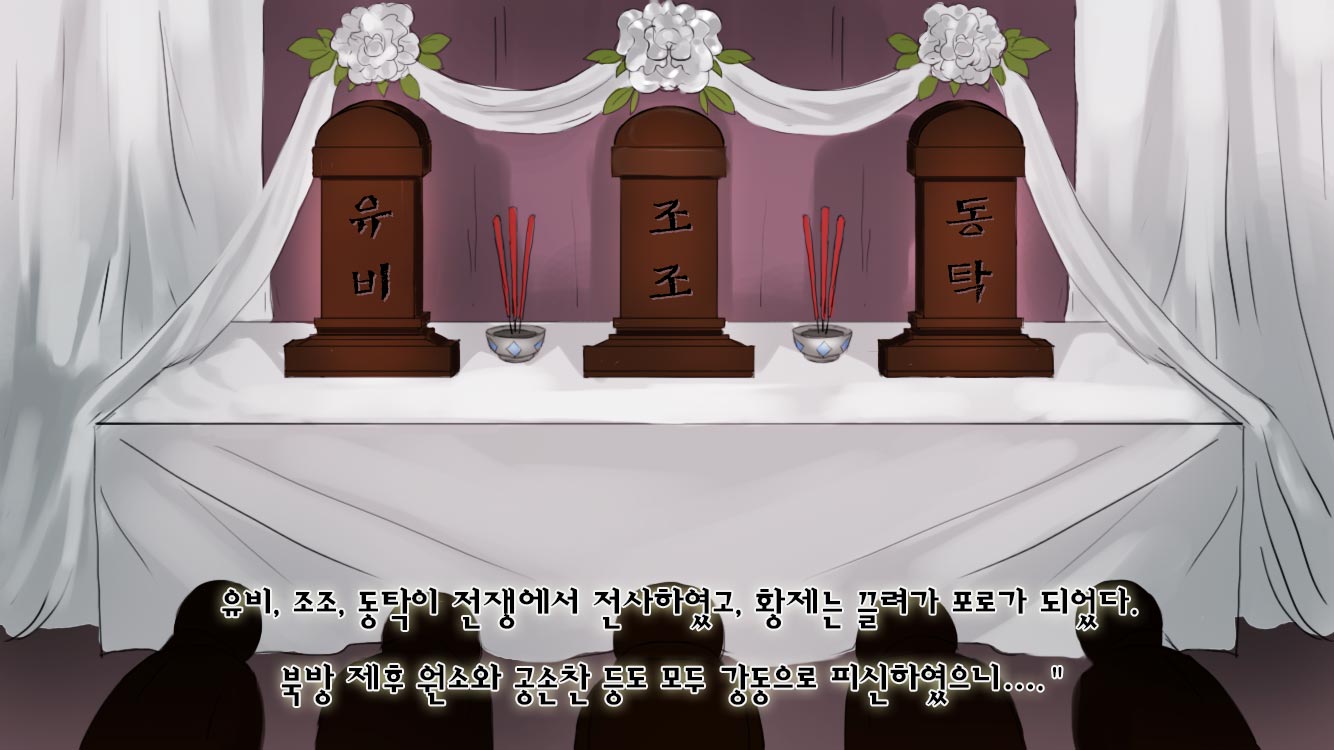 유비
조조
동탁
유비, 조조, 동탁이 전쟁에서 전사하였고, 황제는 끌려가 포로가 되었다.
북방 제후 원소와 공손찬 등도 모두 강동으로 피신하였으니...."